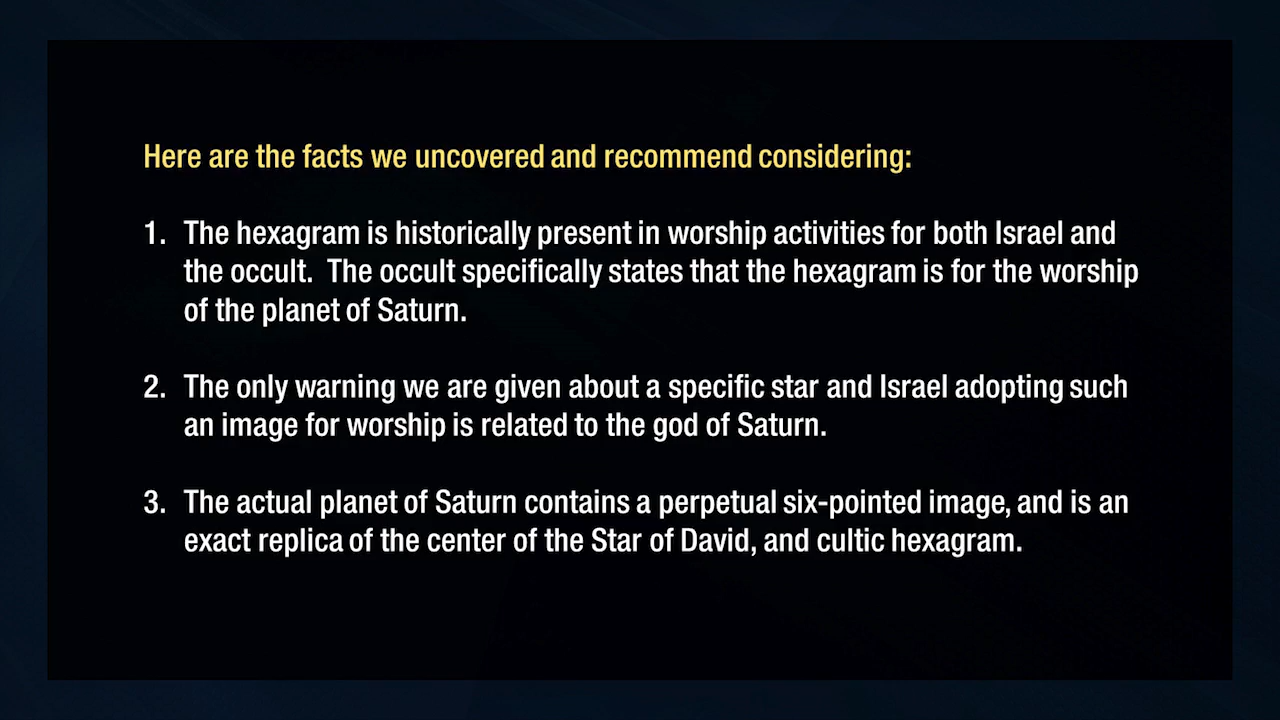 Here are the facts we uncovered and recommend considering:
1. The hexagram is historically present in worship activities for both Israel and
the occult.  The occult specifically states that the hexagram is for the worship
of the planet of Saturn.
2. The only warning we are given about a specific star and Israel adopting such
an image for worship is related to the god of Saturn.
3. The actual planet of Saturn contains a perpetual six-pointed image, and is an
exact replica of the center of the Star of David, and cultic hexagram.